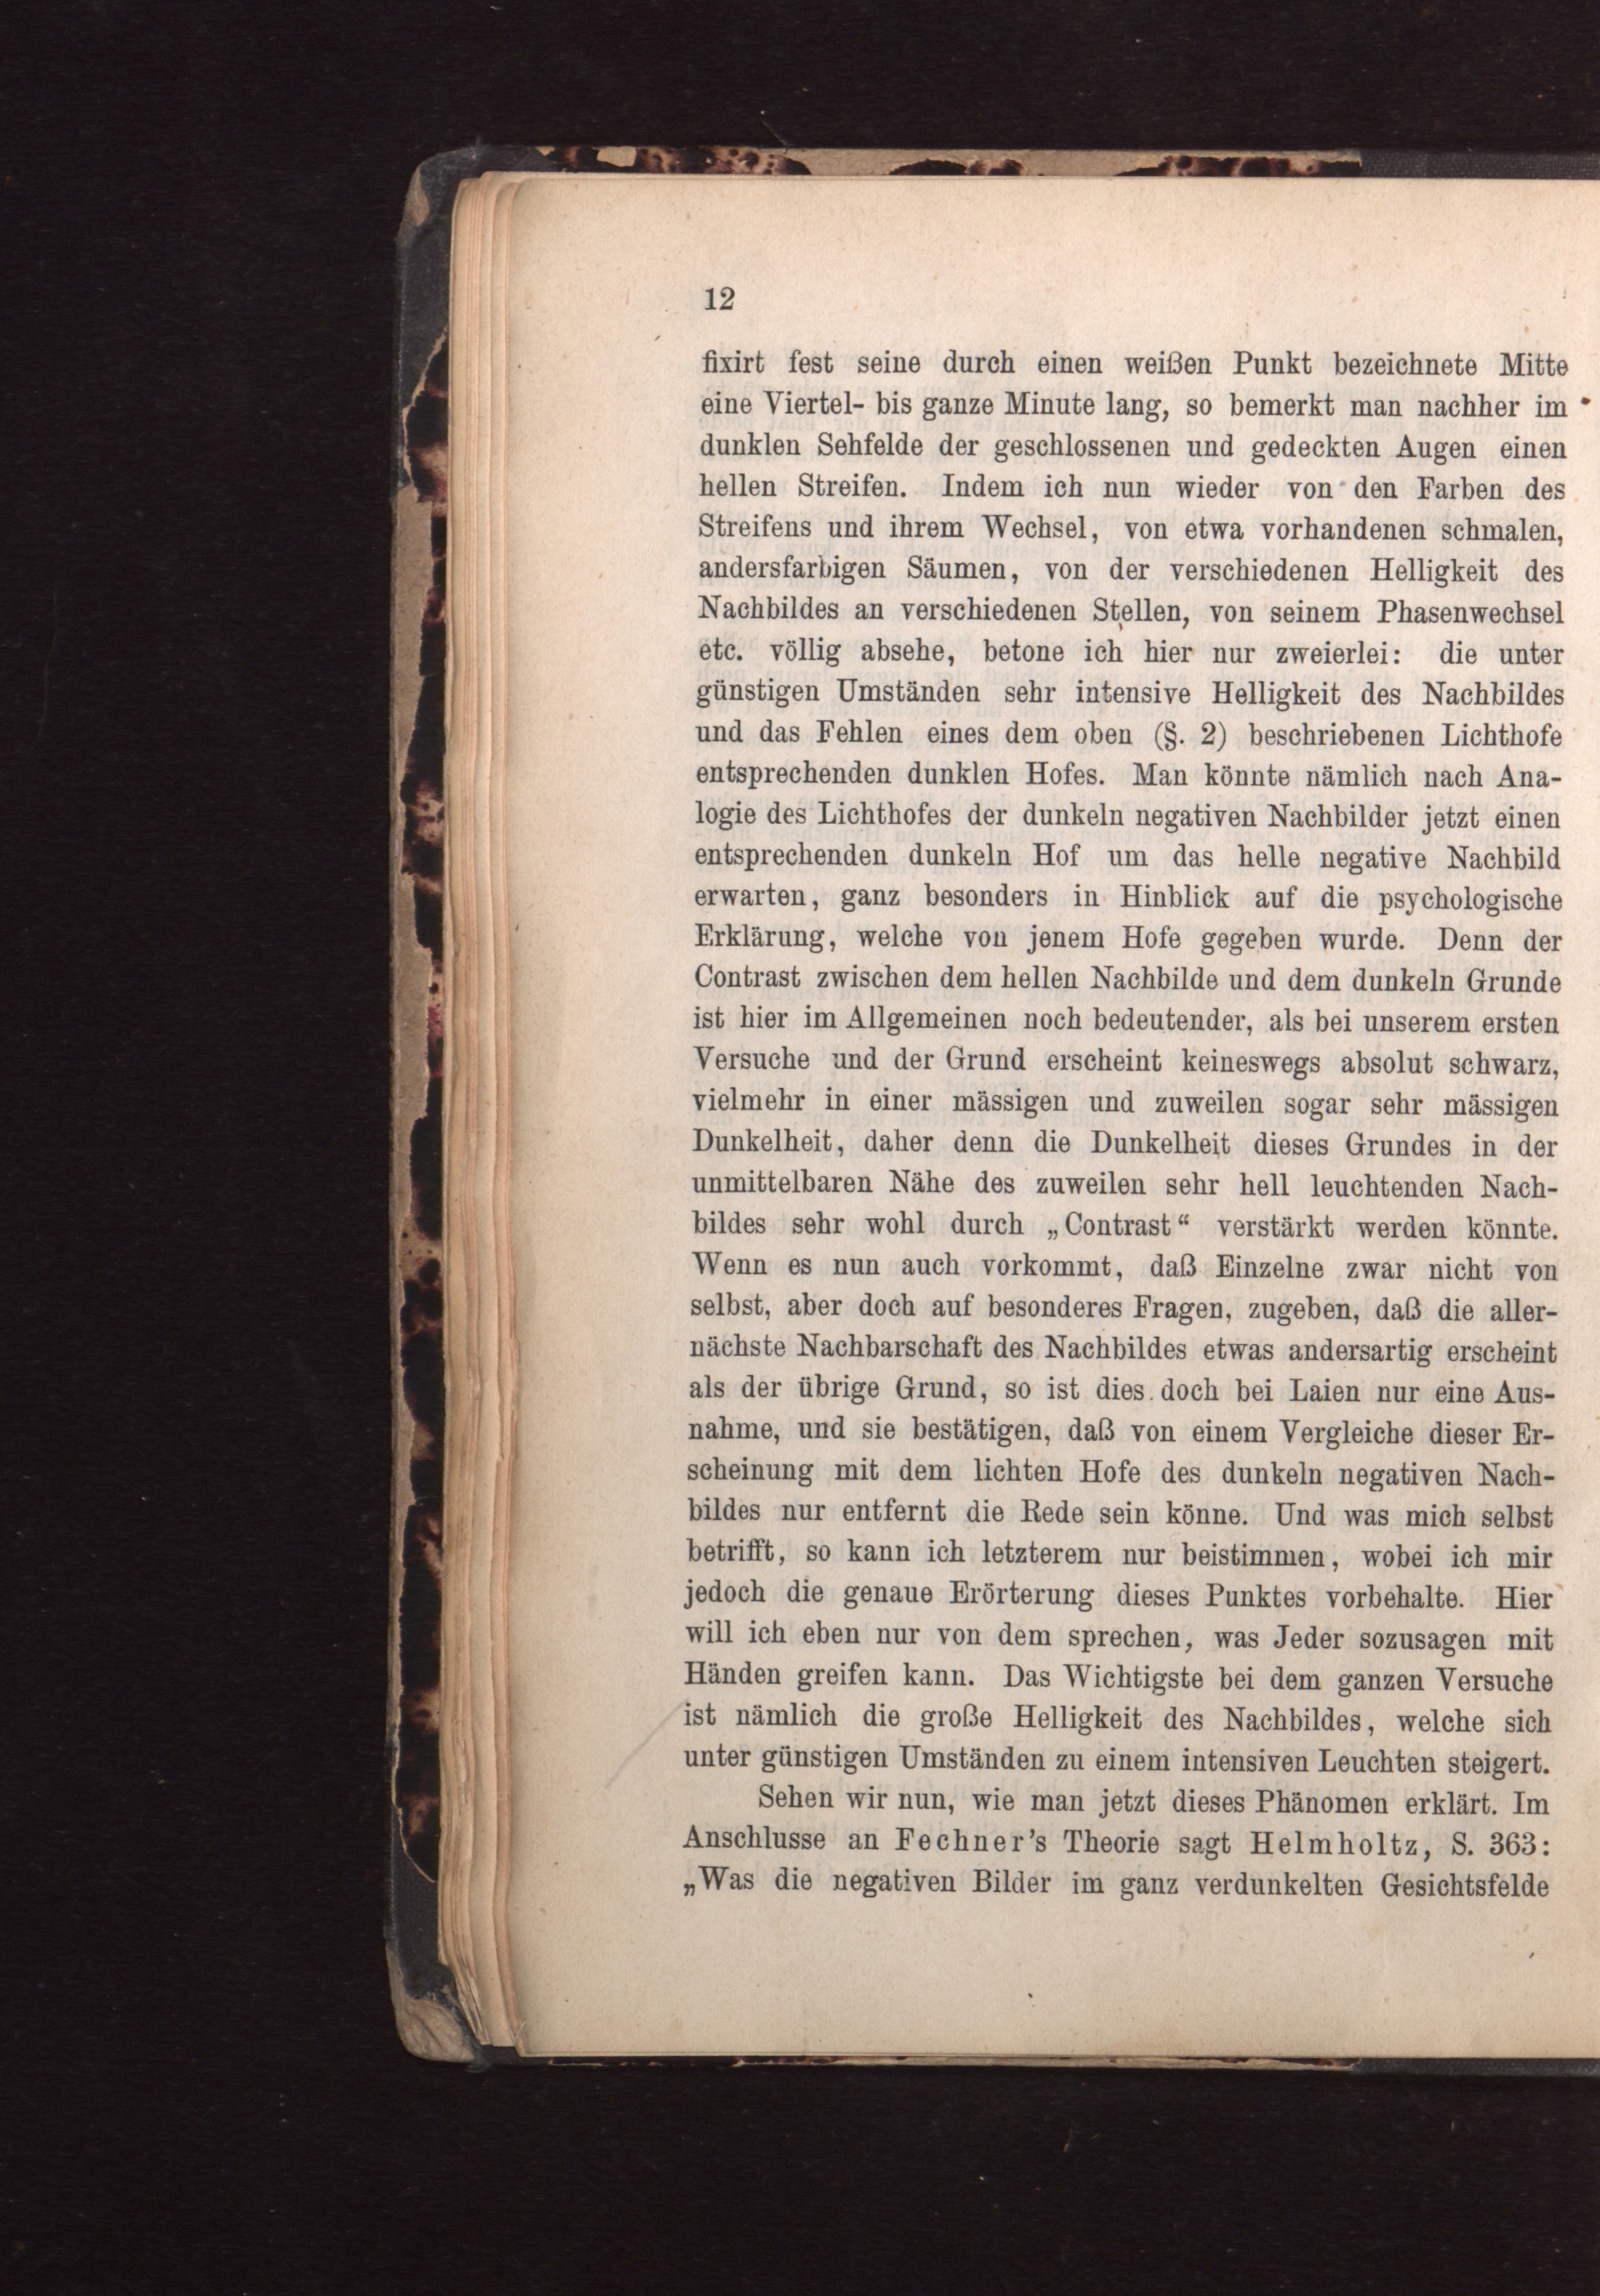 12
fixirt fest seine durch einen weißen Punkt bezeichnete Mitte
eine Viertel- bis ganze Minute lang, so bemerkt man nachher im
dunklen Sehfelde der geschlossenen und gedeckten Augen einen
hellen Streifen. Indem ich nun wieder von den Farben des
Streifens und ihrem Wechsel, von etwa vorhandenen schmalen,
andersfarbigen Säumen, von der verschiedenen Helligkeit des
Nachbildes an verschiedenen Stellen, von seinem Phasenwechsel
etc. völlig absehe, betone ich hier nur zweierlei: die unter
günstigen Umständen sehr intensive Helligkeit des Nachbildes
und das Fehlen eines dem oben (§. 2) beschriebenen Lichthofe
entsprechenden dunklen Hofes. Man könnte nämlich nach Ana-
logie des Lichthofes der dunkeln negativen Nachbilder jetzt einen
entsprechenden dunkeln Hof um das helle negative Nachbild
erwarten, ganz besonders in Hinblick auf die psychologische
Erklärung, welche von jenem Hofe gegeben wurde. Denn der
Contrast zwischen dem hellen Nachbilde und dem dunkeln Grunde
ist hier im Allgemeinen noch bedeutender, als bei unserem ersten
Versuche und der Grund erscheint keineswegs absolut schwarz,
vielmehr in einer mässigen und zuweilen sogar sehr mässigen
Dunkelheit, daher denn die Dunkelheit dieses Grundes in der
unmittelbaren Nähe des zuweilen sehr hell leuchtenden Nach-
bildes sehr wohl durch „Contrast“ verstärkt werden könnte.
Wenn es nun auch vorkommt, daß Einzelne zwar nicht von
selbst, aber doch auf besonderes Fragen, zugeben, daß die aller-
nächste Nachbarschaft des Nachbildes etwas andersartig erscheint
als der übrige Grund, so ist dies doch bei Laien nur eine Aus-
nahme, und sie bestätigen, daß von einem Vergleiche dieser Er-
scheinung mit dem lichten Hofe des dunkeln negativen Nach-
bildes nur entfernt die Rede sein könne. Und was mich selbst
betrifft, so kann ich letzterem nur beistimmen, wobei ich mir
jedoch die genaue Erörterung dieses Punktes vorbehalte. Hier
will ich eben nur von dem sprechen, was Jeder sozusagen mit
Händen greifen kann. Das Wichtigste bei dem ganzen Versuche
ist nämlich die große Helligkeit des Nachbildes, welche sich
unter günstigen Umständen zu einem intensiven Leuchten steigert.
Sehen wir nun, wie man jetzt dieses Phänomen erklärt. Im
Anschlusse an Fechner's Theorie sagt Helmholtz, S. 363:
„Was die negativen Bilder im ganz verdunkelten Gesichtsfelde